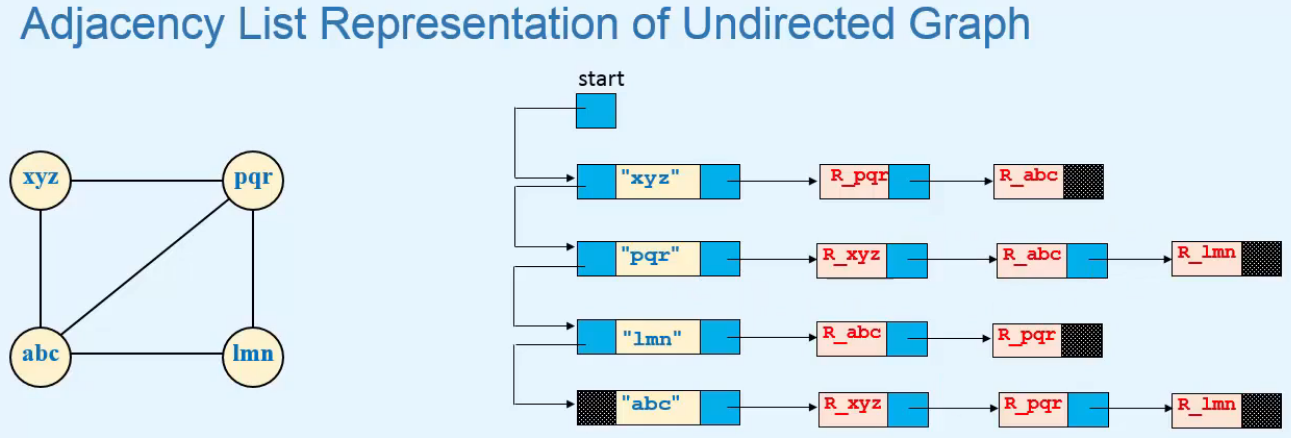 Adjacency List Representation of Undirected Graph
start
xyz
pqr
abc
lmn
"xyz" R_pqr R_abc
"pqr" R_xyz R_abc R_lmn
"lmn" R_abc R_pqr
"abc" R_xyz R_pqr R_lmn